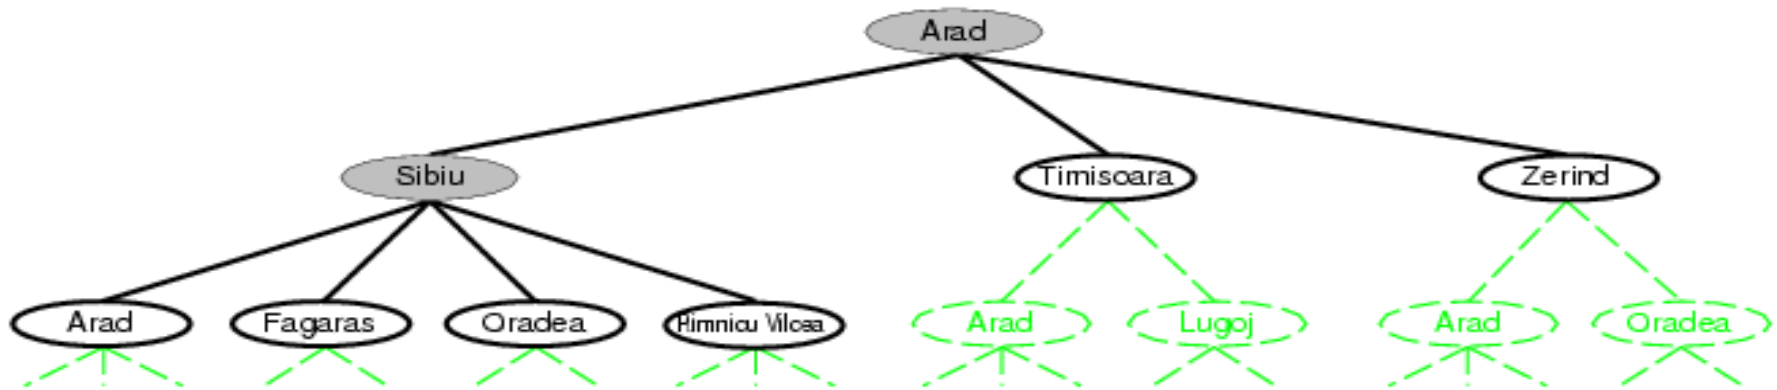 Arad
Sibiu
Timisoara
Zerind
Arad
Fagaras
Oradea
Rimnicu Vilcea
Arad
Lugoj
Arad
Oradea